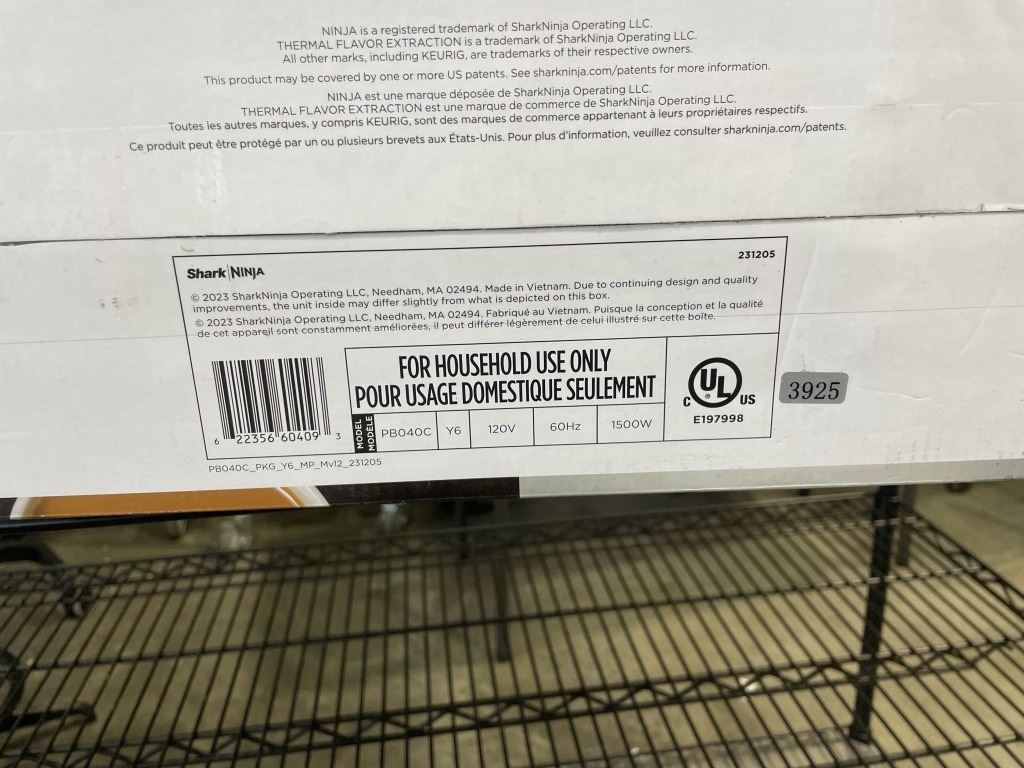 NINJA is a registered trademark of SharkNinja Operating LLC.
THERMAL FLAVOR EXTRACTION is a trademark of SharkNinja Operating LLC.
All other marks, including KEURIG, are trademarks of their respective owners.
This product may be covered by one or more US patents. See sharkninja.com/patents for more information.
NINJA est une marque déposée de SharkNinja Operating LLC.
THERMAL FLAVOR EXTRACTION est une marque de commerce de SharkNinja Operating LLC.
Toutes les autres marques, y compris KEURIG, sont des marques de commerce appartenant à leurs propriétaires respectifs.
Ce produit peut être protégé par un ou plusieurs brevets aux États-Unis. Pour plus d'information, veuillez consulter sharkninja.com/patents.
231205
Shark|NINJA
© 2023 SharkNinja Operating LLC, Needham, MA 02494. Made in Vietnam. Due to continuing design and quality
improvements, the unit inside may differ slightly from what is depicted on this box.
© 2023 SharkNinja Operating LLC, Needham, MA 02494. Fabriqué au Vietnam. Puisque la conception et la qualité
de cet appareil sont constamment améliorées, il peut différer légèrement de celui illustré sur cette boîte.
FOR HOUSEHOLD USE ONLY
POUR USAGE DOMESTIQUE SEULEMENT
MODEL
MODÈLE
PB040C Y6 120V 60Hz 1500W
C UL ® US
E197998
3925
6 22356 60409 3
PB040C_PKG_Y6_MP_Mv12_231205